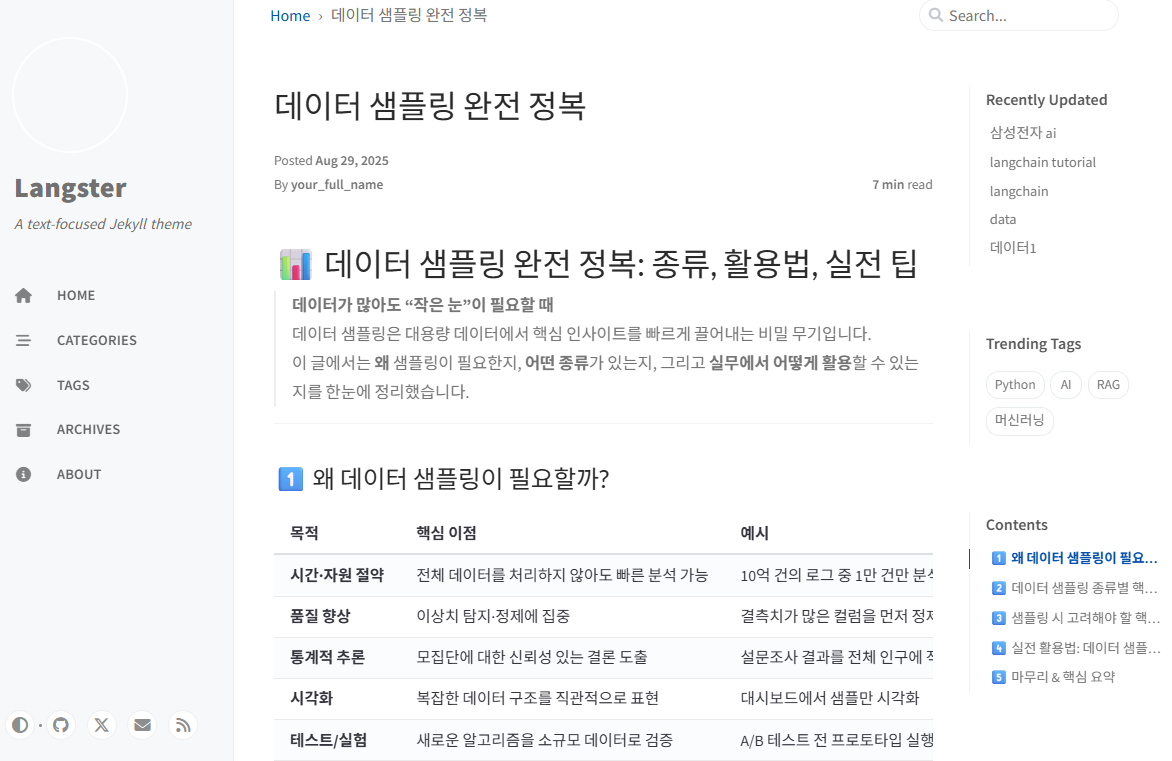 Home › 데이터 샘플링 완전 정복
Search...
Langster
A text-focused Jekyll theme
HOME
CATEGORIES
TAGS
ARCHIVES
ABOUT
데이터 샘플링 완전 정복
Posted Aug 29, 2025
By your_full_name
7 min read
📊 데이터 샘플링 완전 정복: 종류, 활용법, 실전 팁
데이터가 많아도 “작은 눈”이 필요할 때
데이터 샘플링은 대용량 데이터에서 핵심 인사이트를 빠르게 끌어내는 비밀 무기입니다.
이 글에서는 왜 샘플링이 필요한지, 어떤 종류가 있는지, 그리고 실무에서 어떻게 활용할 수 있는
지를 한눈에 정리했습니다.
1️⃣ 왜 데이터 샘플링이 필요할까?
목적 핵심 이점 예시
시간·자원 절약 전체 데이터를 처리하지 않아도 빠른 분석 가능 10억 건의 로그 중 1만 건만
품질 향상 이상치 탐지·정제에 집중 결측치가 많은 컬럼을 먼저
통계적 추론 모집단에 대한 신뢰성 있는 결론 도출 설문조사 결과를 전체 인구에
시각화 복잡한 데이터 구조를 직관적으로 표현 대시보드에서 샘플만 시각화
테스트/실험 새로운 알고리즘을 소규모 데이터로 검증 A/B 테스트 전 프로토타입 실행
Recently Updated
삼성전자 ai
langchain tutorial
langchain
data
데이터1
Trending Tags
Python AI RAG
머신러닝
Contents
1️⃣ 왜 데이터 샘플링이 필요…
2️⃣ 데이터 샘플링 종류별 핵…
3️⃣ 샘플링 시 고려해야 할 핵…
4️⃣ 실전 활용법: 데이터 샘플…
5️⃣ 마무리 & 핵심 요약